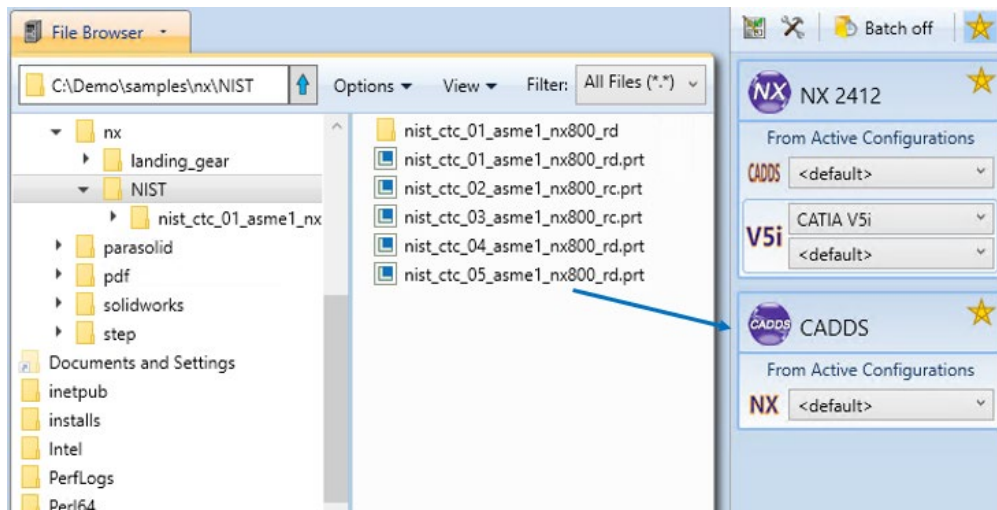 File Browser
C:\Demo\samples\nx\NIST
Options
View
Filter:
All Files (*.*)
nx
landing_gear
NIST
nist_ctc_01_asme1_nx
parasolid
pdf
solidworks
step
Documents and Settings
inetpub
installs
Intel
PerfLogs
Perl64
nist_ctc_01_asme1_nx800_rd
nist_ctc_01_asme1_nx800_rd.prt
nist_ctc_02_asme1_nx800_rc.prt
nist_ctc_03_asme1_nx800_rc.prt
nist_ctc_04_asme1_nx800_rd.prt
nist_ctc_05_asme1_nx800_rd.prt
Batch off
NX NX 2412
From Active Configurations
CADDS <default>
V5i
CATIA V5i
<default>
CADDS CADDS
From Active Configurations
NX <default>